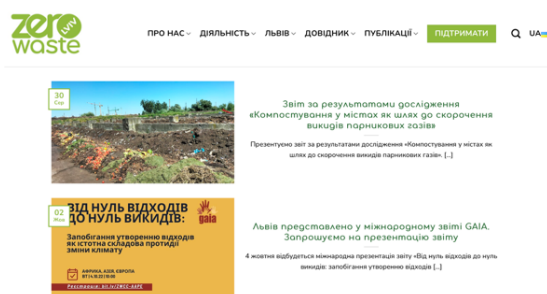 zero
LVIV
waste
ПРО НАС
ДІЯЛЬНІСТЬ
ЛЬВІВ
ДОВІДНИК
ПУБЛІКАЦІЇ
ПІДТРИМАТИ
UA
30
Сер
Звіт за результатами дослідження
«Компостування у містах як шлях до скорочення
викидів парникових газів»
Презентуємо звіт за результатами дослідження «Компостування у містах як
шлях до скорочення викидів парникових газів». [...]
02
Жов
ВІД НУЛЬ ВІДХОДІВ
ДО НУЛЬ ВИКИДІВ:
gaia
Запобігання утворенню відходів
як істотна складова протидії
зміни клімату
АФРИКА, АЗІЯ, ЄВРОПА
Львів представлено у міжнародному звіті GAIA.
Запрошуємо на презентацію звіту
4 жовтня відбудеться міжнародна презентація звіту «Від нуль відходів до нуль
викидів: запобігання утворенню відходів [...]